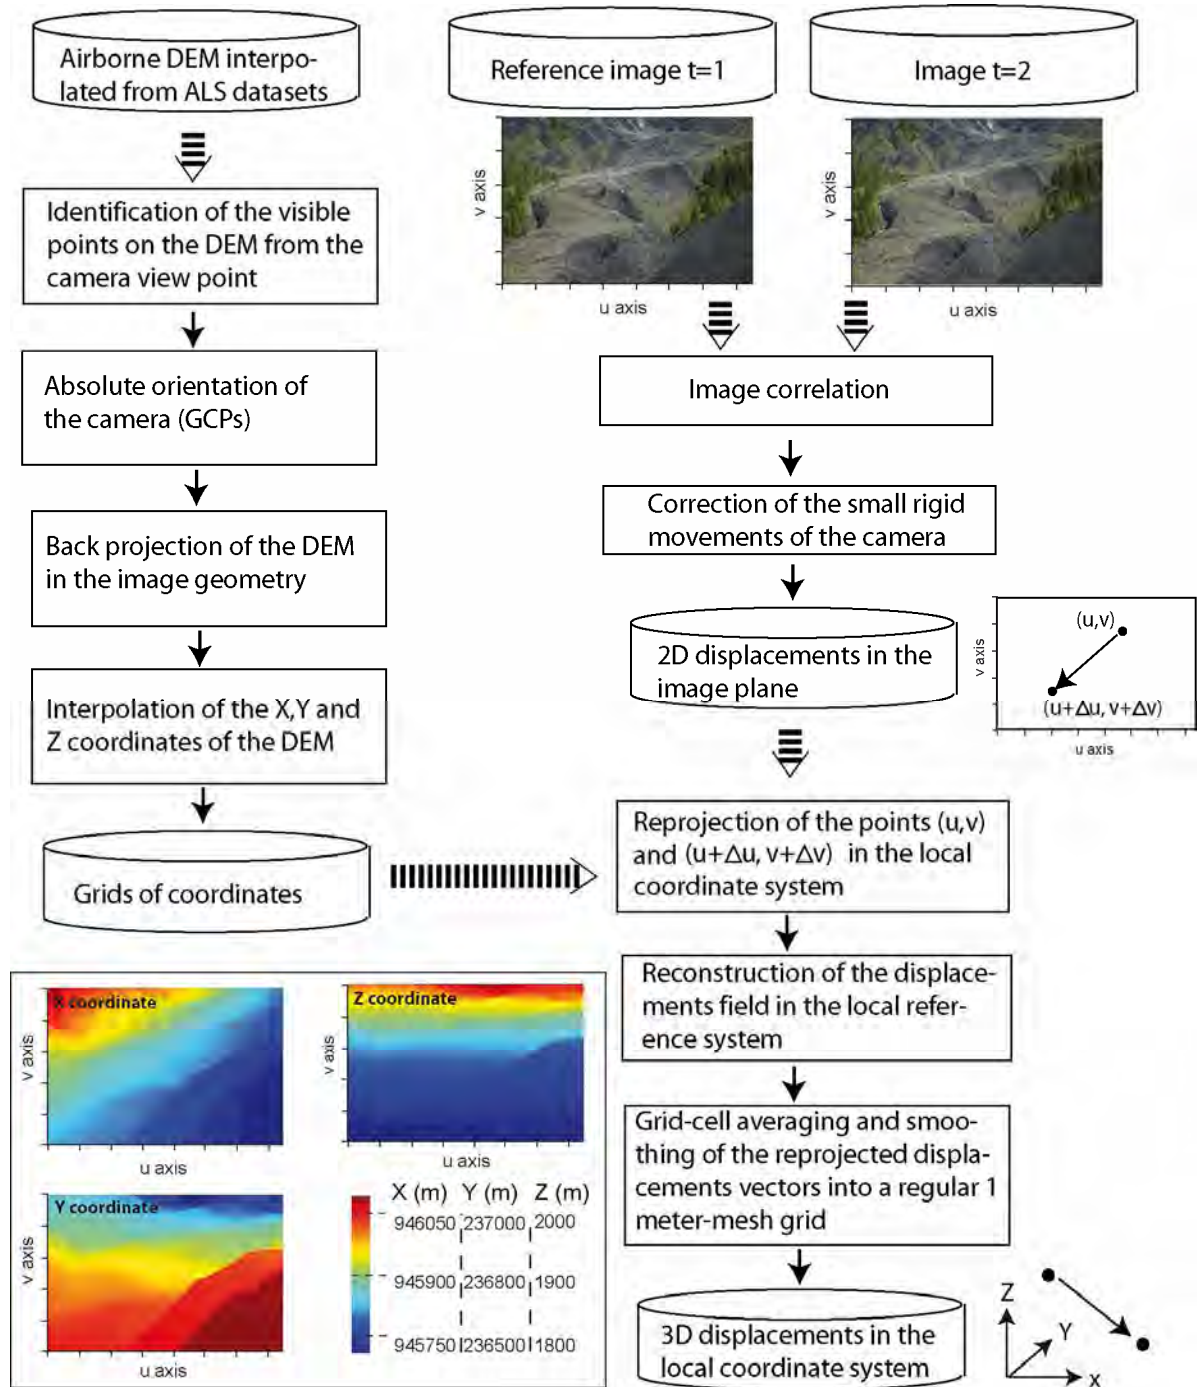 Airborne DEM interpo-
lated from ALS datasets
Identification of the visible
points on the DEM from the
camera view point
Absolute orientation of
the camera (GCPs)
Back projection of the DEM
in the image geometry
Interpolation of the X,Y and
Z coordinates of the DEM
Grids of coordinates
Reference image t=1
Image t=2
v axis
u axis
v axis
u axis
Image correlation
Correction of the small rigid
movements of the camera
2D displacements in the
image plane
v axis
(u,v)
(u+Δu, v+Δv)
u axis
Reprojection of the points (u,v)
and (u+Δu, v+Δv) in the local
coordinate system
Reconstruction of the displace-
ments field in the local refer-
ence system
Grid-cell averaging and smoo-
thing of the reprojected displa-
cements vectors into a regular 1
meter-mesh grid
3D displacements in the
local coordinate system
Z
Y
x
X coordinate
v axis
u axis
Z coordinate
v axis
u axis
Y coordinate
v axis
u axis
X (m) Y (m) Z (m)
946050 237000 2000
945900 236800 1900
945750 236500 1800